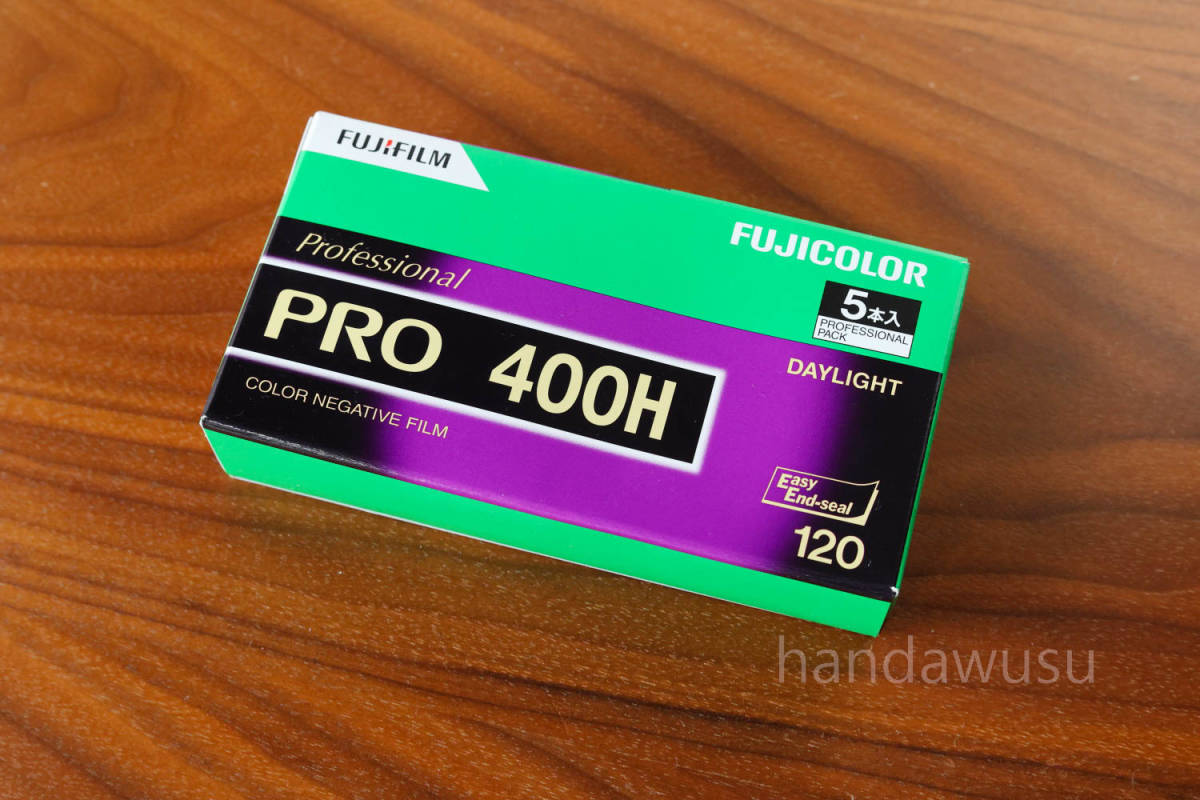 FUJIFILM
FUJICOLOR
5本入
PROFESSIONAL
PACK
Professional
PRO 400H
DAYLIGHT
COLOR NEGATIVE FILM
Easy
End-seal
120
handawusu